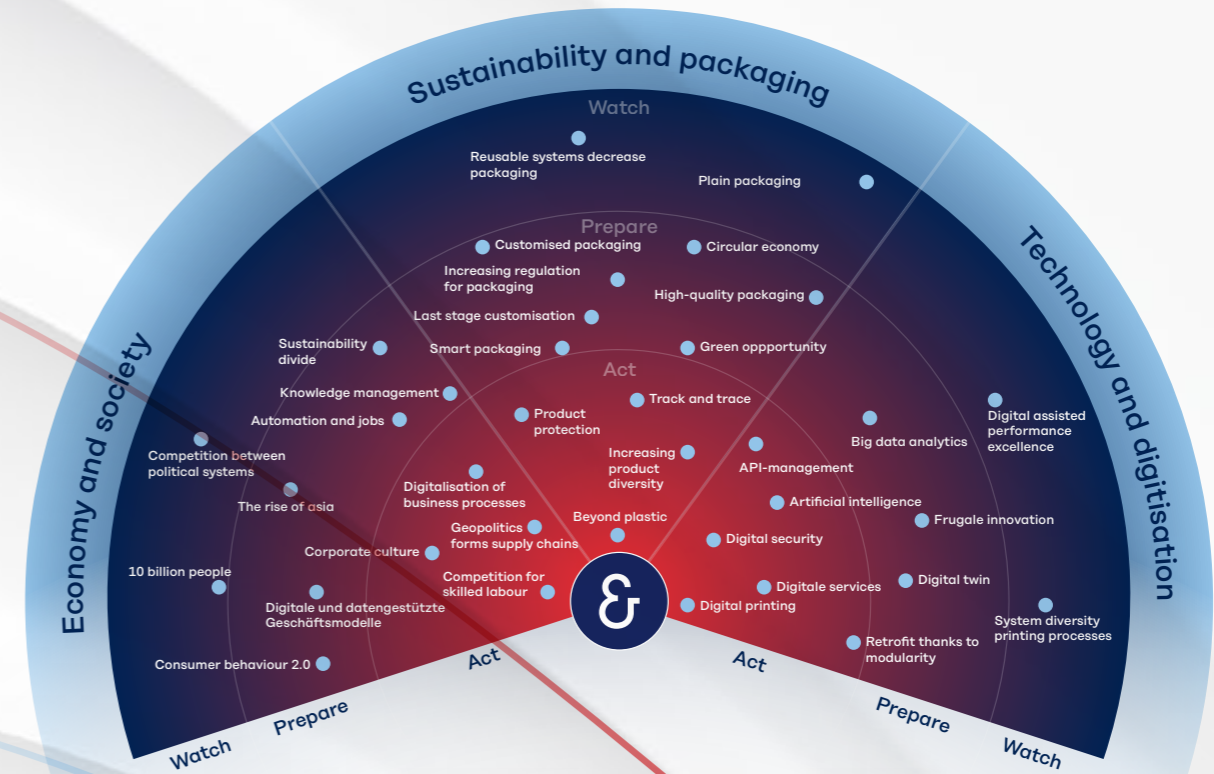 Sustainability and packaging
Watch
Reusable systems decrease
packaging
Plain packaging
Prepare
Customised packaging
Circular economy
Increasing regulation
for packaging
High-quality packaging
Last stage customisation
Smart packaging
Green oppportunity
Act
Track and trace
Product
protection
Increasing
product
diversity
Beyond plastic
&
Economy and society
Sustainability
divide
Knowledge management
Automation and jobs
Competition between
political systems
The rise of asia
Digitalisation of
business processes
Geopolitics
forms supply chains
Corporate culture
10 billion people
Competition for
skilled labour
Digitale und datengestützte
Geschäftsmodelle
Consumer behaviour 2.0
Act
Prepare
Watch
Technology and digitisation
Digital assisted
performance
excellence
Big data analytics
API-management
Artificial intelligence
Frugale innovation
Digital security
Digital twin
Digitale services
Digital printing
System diversity
printing processes
Retrofit thanks to
modularity
Act
Prepare
Watch